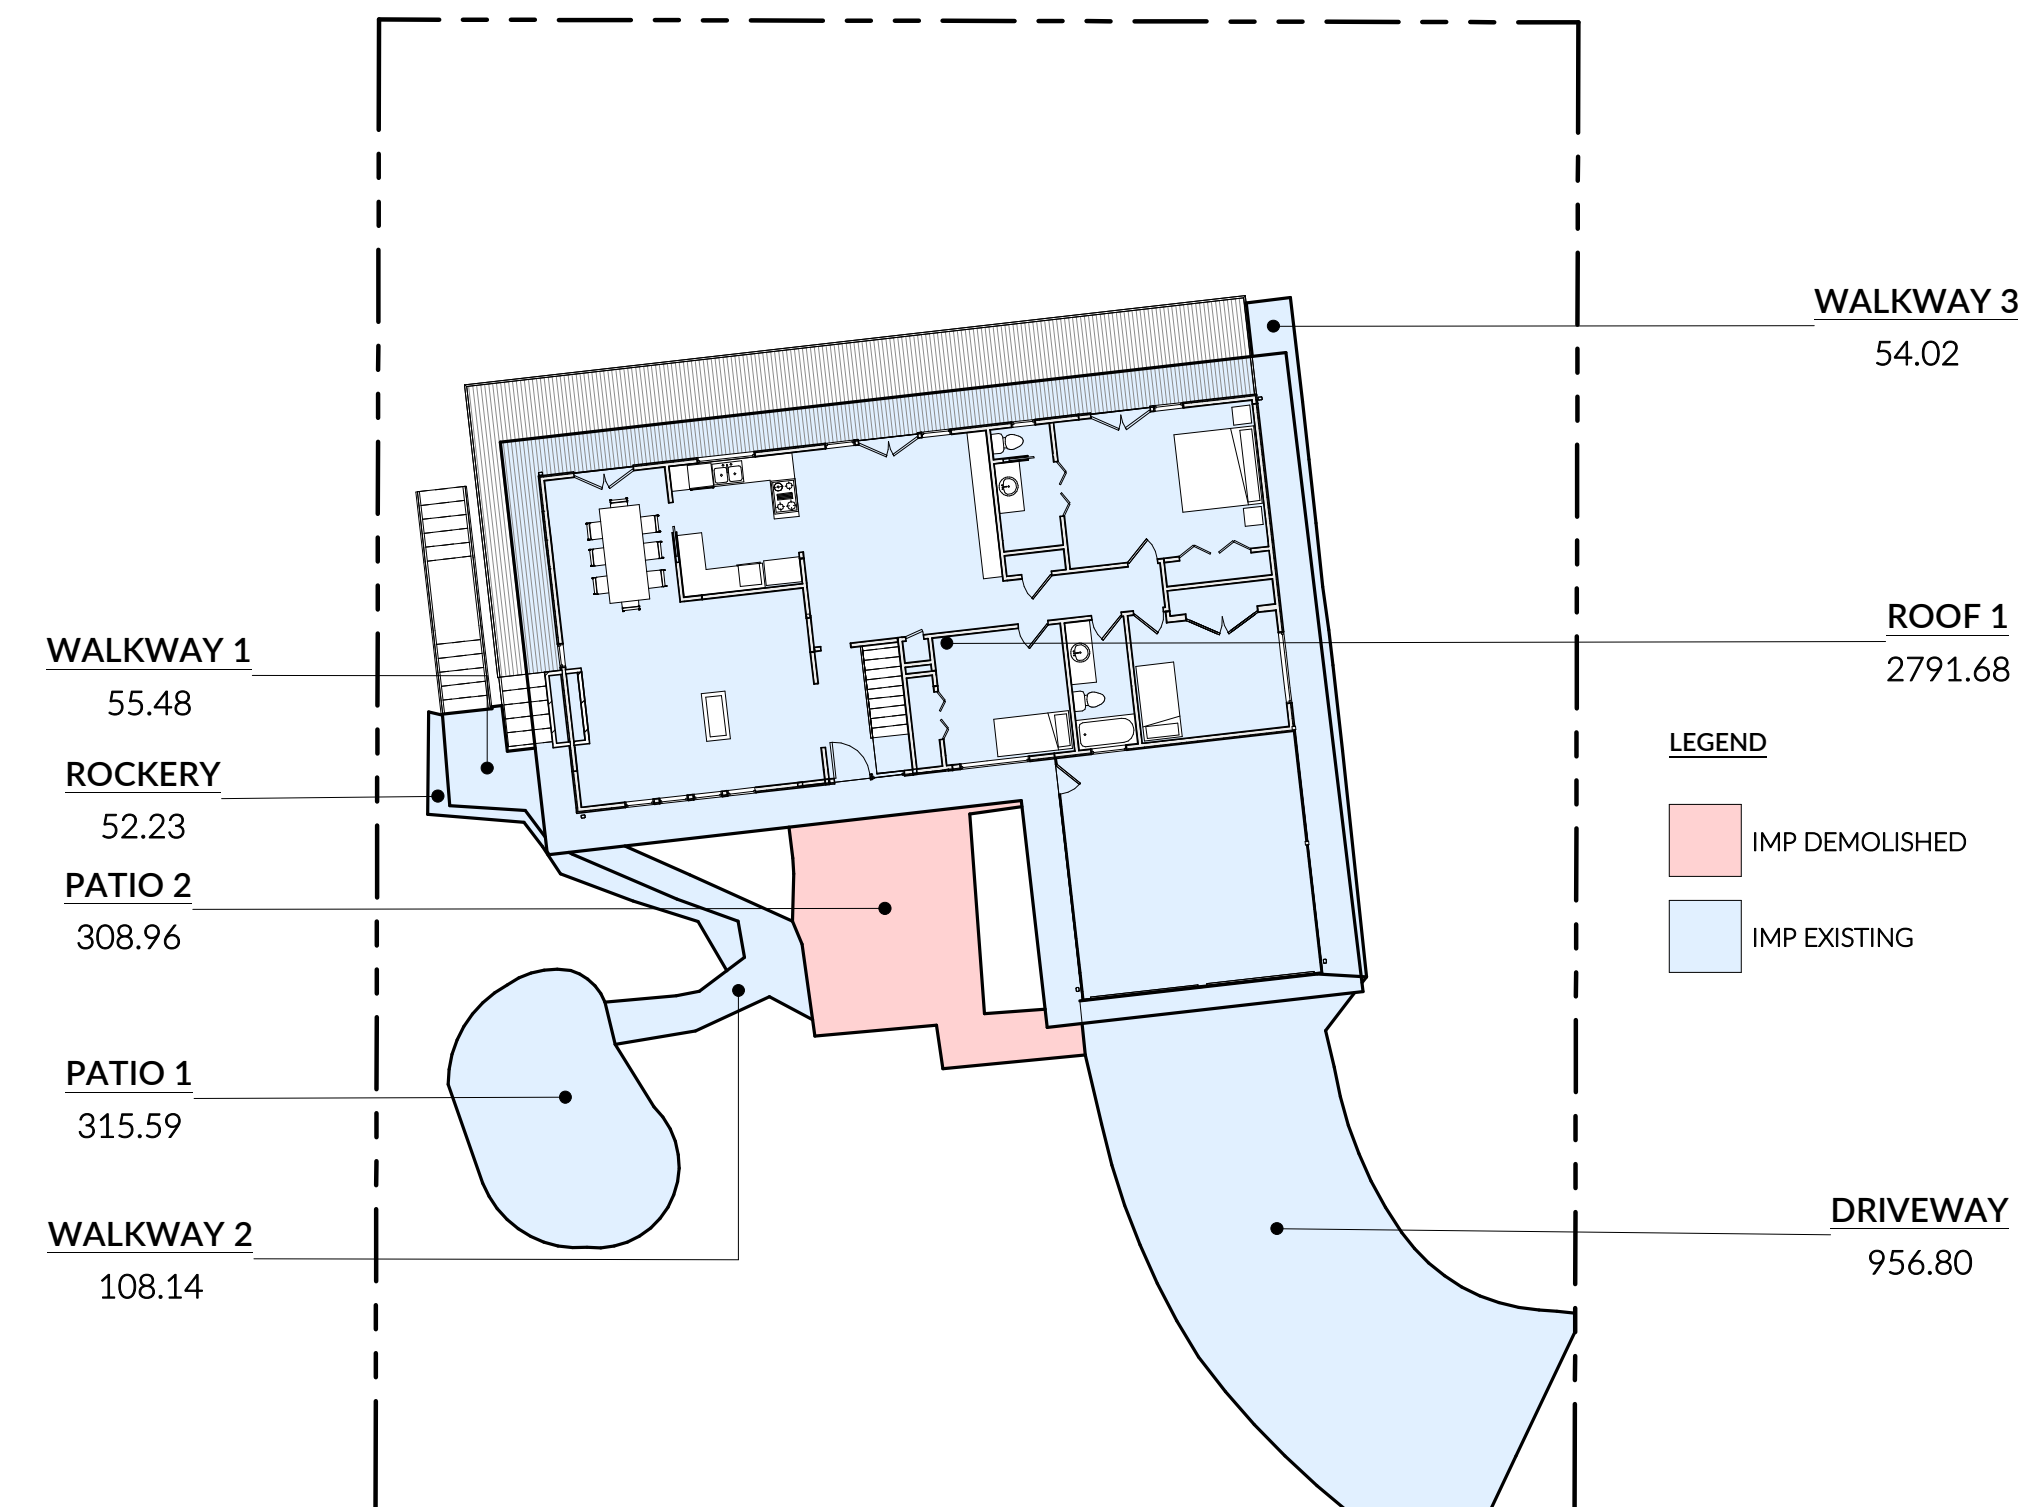 WALKWAY 3
54.02
ROOF 1
2791.68
WALKWAY 1
55.48
LEGEND
ROCKERY
52.23
IMP DEMOLISHED
PATIO 2
308.96
IMP EXISTING
PATIO 1
315.59
DRIVEWAY
956.80
WALKWAY 2
108.14